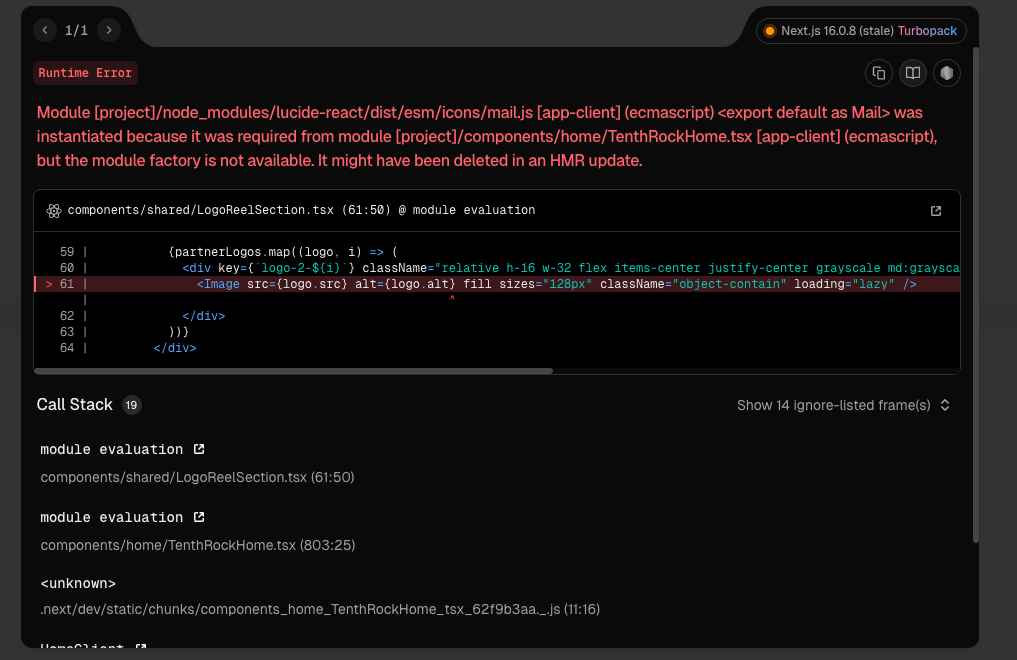 1/1
Next.js 16.0.8 (stale) Turbopack
Runtime Error
Module [project]/node_modules/lucide-react/dist/esm/icons/mail.js [app-client] (ecmascript) <export default as Mail> was
instantiated because it was required from module [project]/components/home/TenthRockHome.tsx [app-client] (ecmascript),
but the module factory is not available. It might have been deleted in an HMR update.
components/shared/LogoReelSection.tsx (61:50) @ module evaluation
59 | {partnerLogos.map((logo, i) => (
60 | <div key={`logo-2-${i}`} className="relative h-16 w-32 flex items-center justify-center grayscale md:graysca
> 61 | <Image src={logo.src} alt={logo.alt} fill sizes="128px" className="object-contain" loading="lazy" />
| ^
62 | </div>
63 | ))}
64 | </div>
Call Stack 19
Show 14 ignore-listed frame(s)
module evaluation
components/shared/LogoReelSection.tsx (61:50)
module evaluation
components/home/TenthRockHome.tsx (803:25)
<unknown>
.next/dev/static/chunks/components_home_TenthRockHome_tsx_62f9b3aa._.js (11:16)
HomeClient